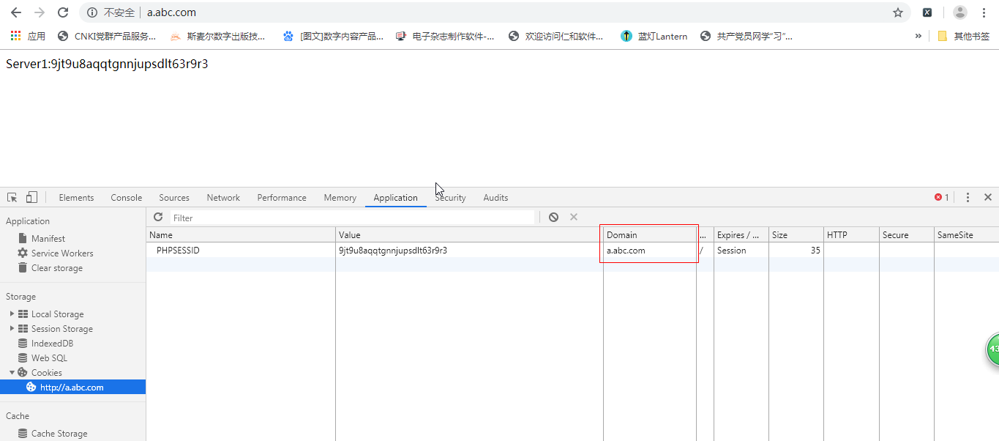 不安全 a.abc.com
应用 CNKI党群产品服务... 斯麦尔数字出版技... [图文]数字内容产品... 电子杂志制作软件-... 欢迎访问仁和软件... 蓝灯Lantern 共产党员网学“习”... » 其他书签
Server1:9jt9u8aqqtgnnjupsdlt63r9r3
Elements Console Sources Network Performance Memory Application Security Audits 1
Application
Manifest
Service Workers
Clear storage
Storage
Local Storage
Session Storage
IndexedDB
Web SQL
Cookies
http://a.abc.com
Cache
Cache Storage
Filter
Name Value Domain ... Expires / ... Size HTTP Secure SameSite
PHPSESSID 9jt9u8aqqtgnnjupsdlt63r9r3 a.abc.com / Session 35
43